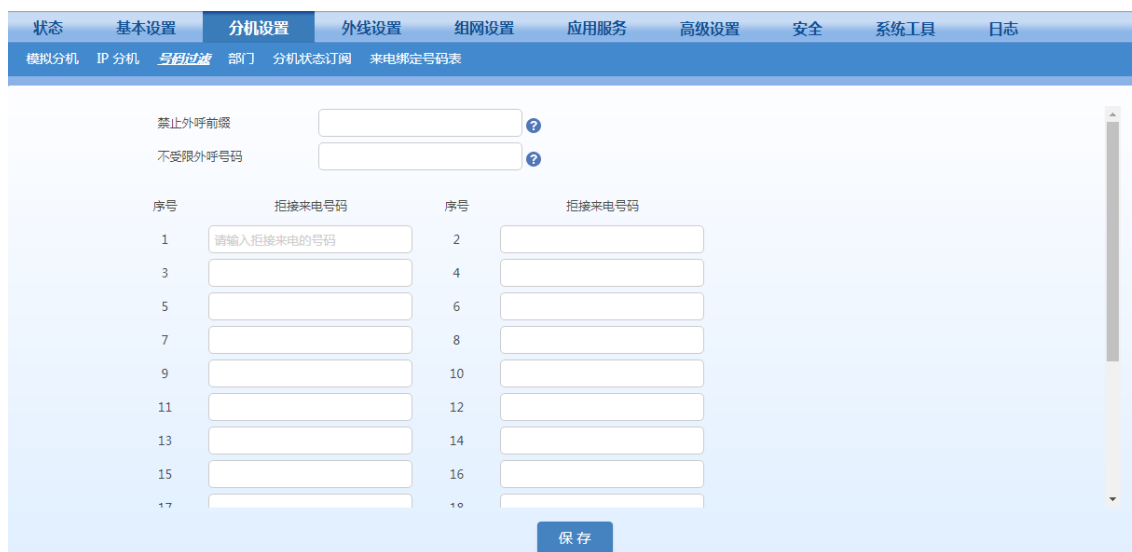 状态 基本设置 分机设置 外线设置 组网设置 应用服务 高级设置 安全 系统工具 日志
模拟分机 IP 分机 号码过滤 部门 分机状态订阅 来电绑定号码表
禁止外呼前缀 ?
不受限外呼号码 ?
序号 拒接来电号码 序号 拒接来电号码
1 请输入拒接来电的号码 2
3 4
5 6
7 8
9 10
11 12
13 14
15 16
17 18
保存